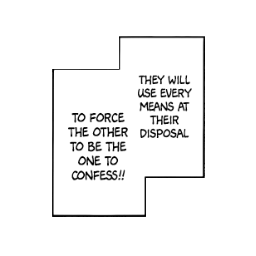 THEY WILL
USE EVERY
MEANS AT
THEIR
DISPOSAL
TO FORCE
THE OTHER
TO BE THE
ONE TO
CONFESS!!